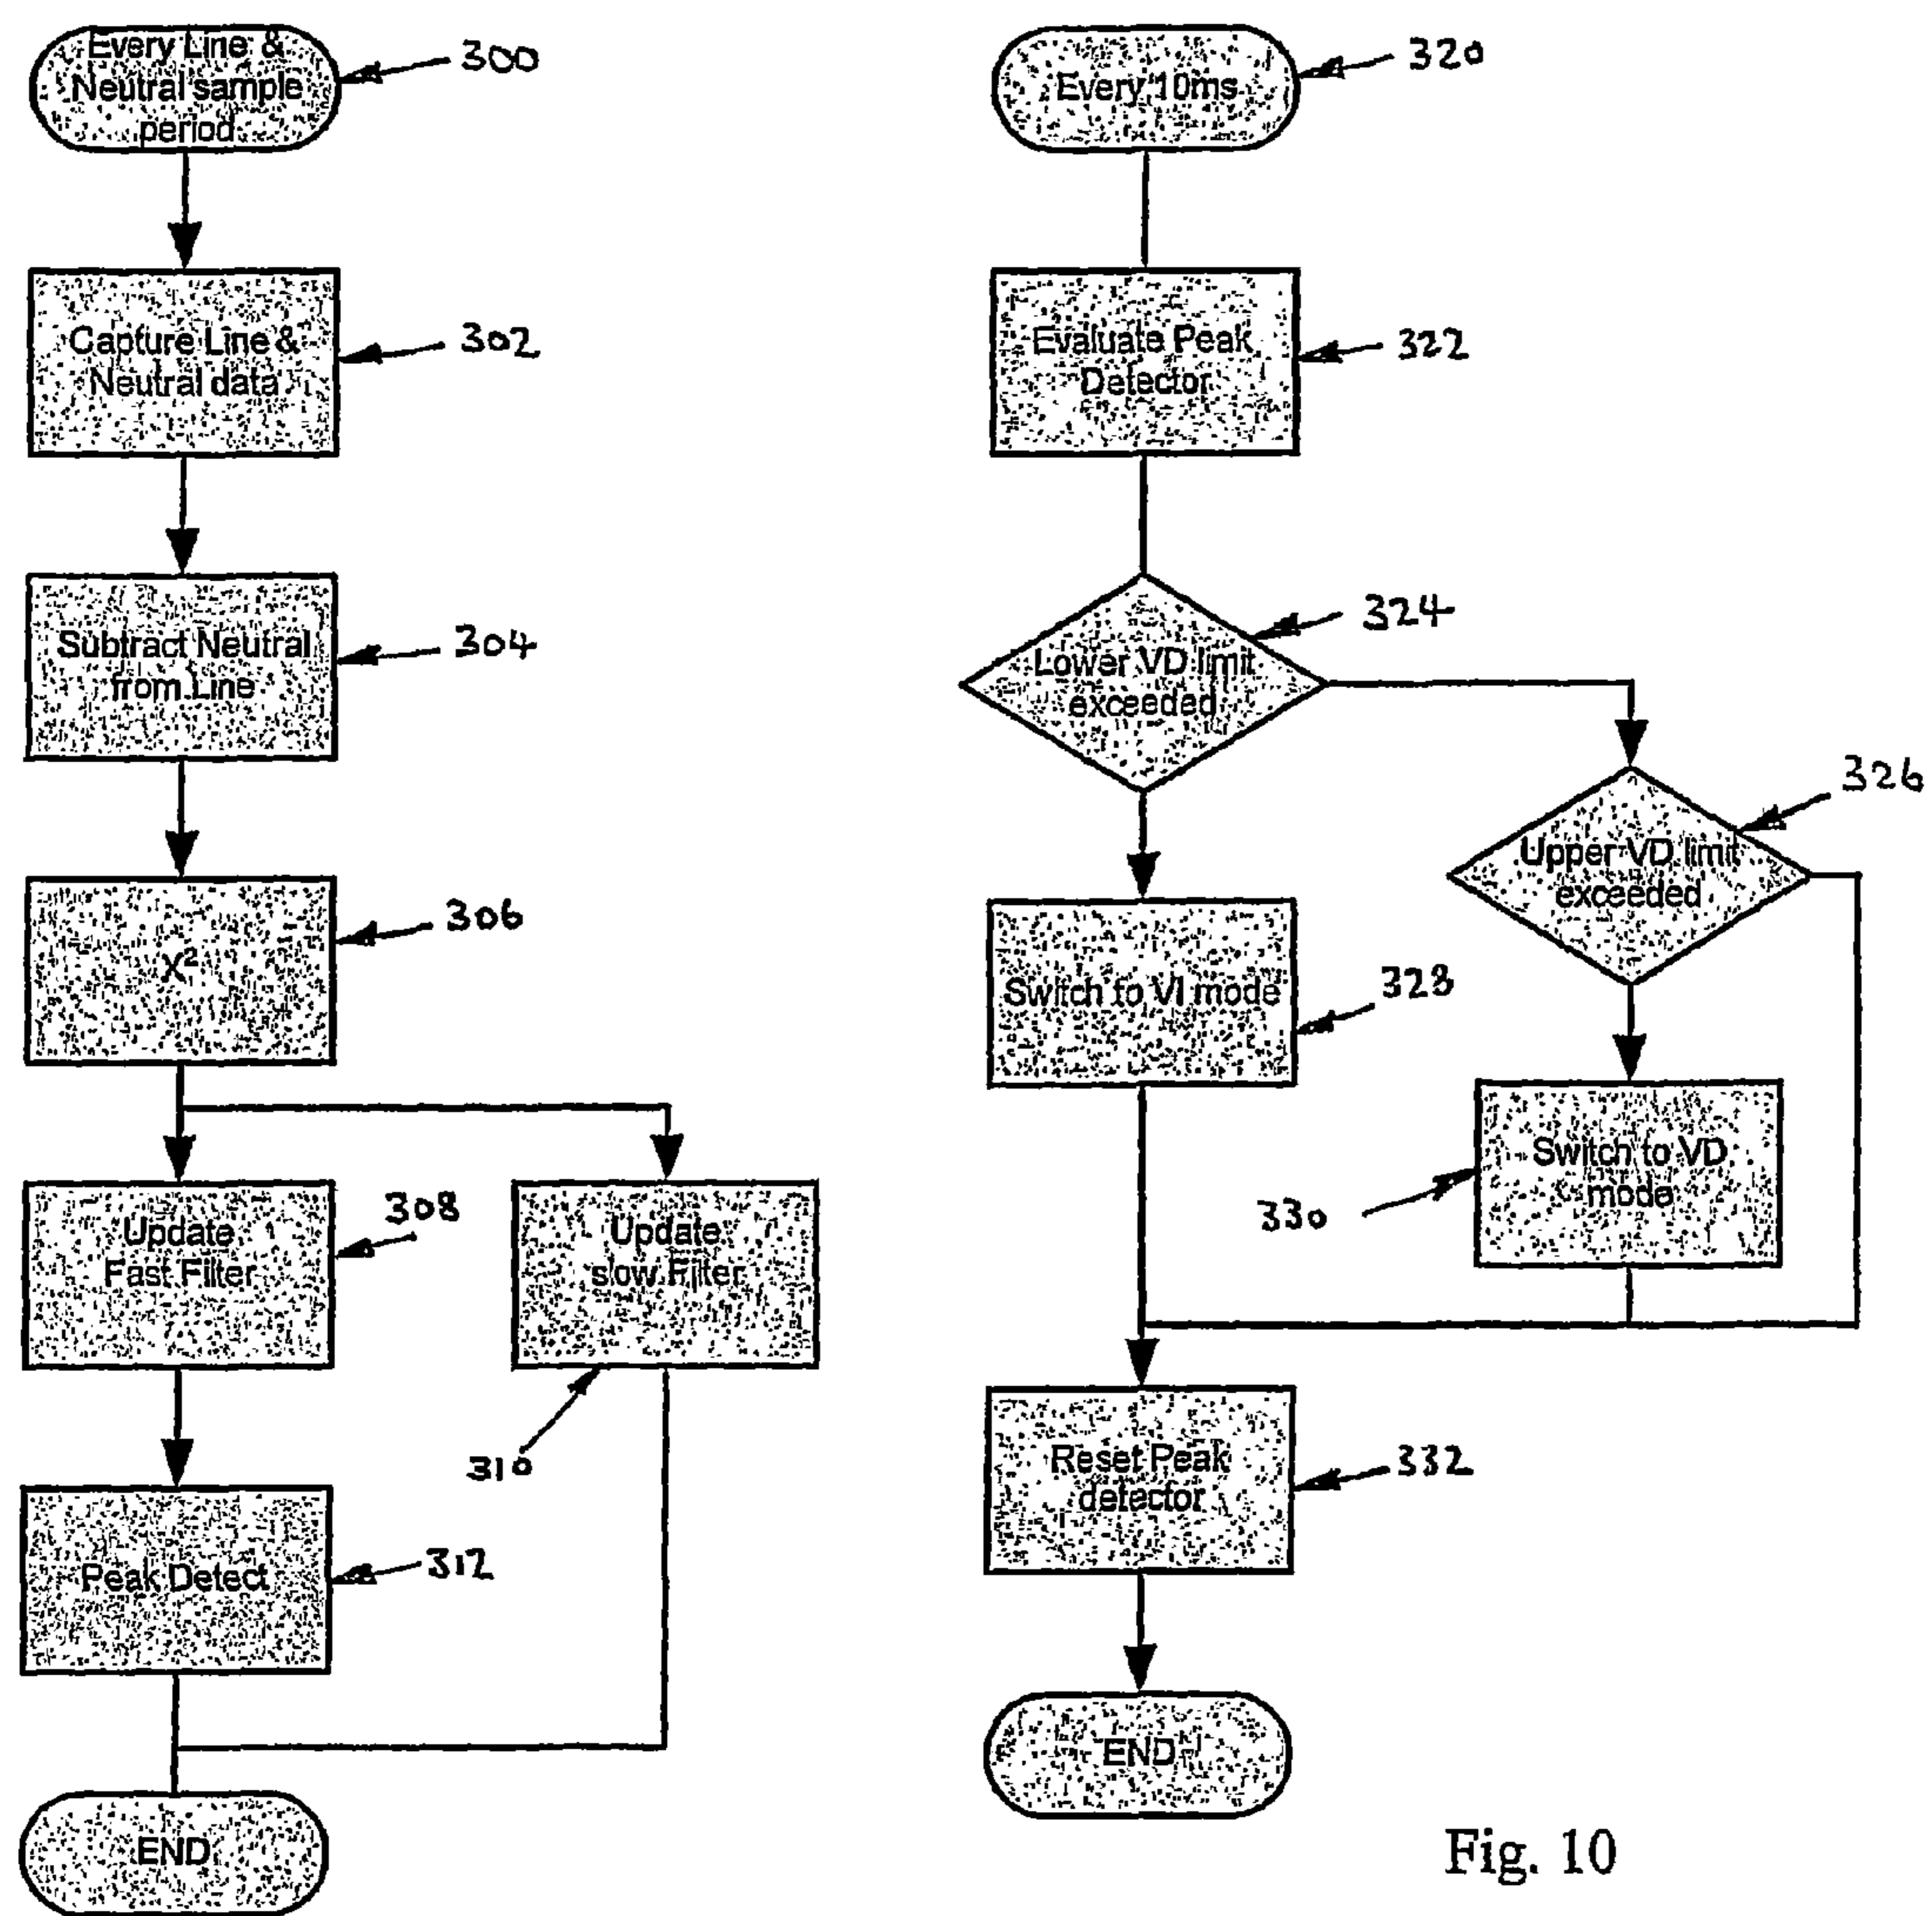 Every Line &
Neutral sample
period
300
Capture Line &
Neutral data
302
Subtract Neutral
from Line
304
X²
306
Update
Fast Filter
308
Update
slow Filter
310
Peak Detect
312
END
Every 10ms
320
Evaluate Peak
Detector
322
Lower VD limit
exceeded
324
Upper VD limit
exceeded
326
Switch to VI mode
328
Switch to VD
mode
330
Reset Peak
detector
332
END
Fig. 10